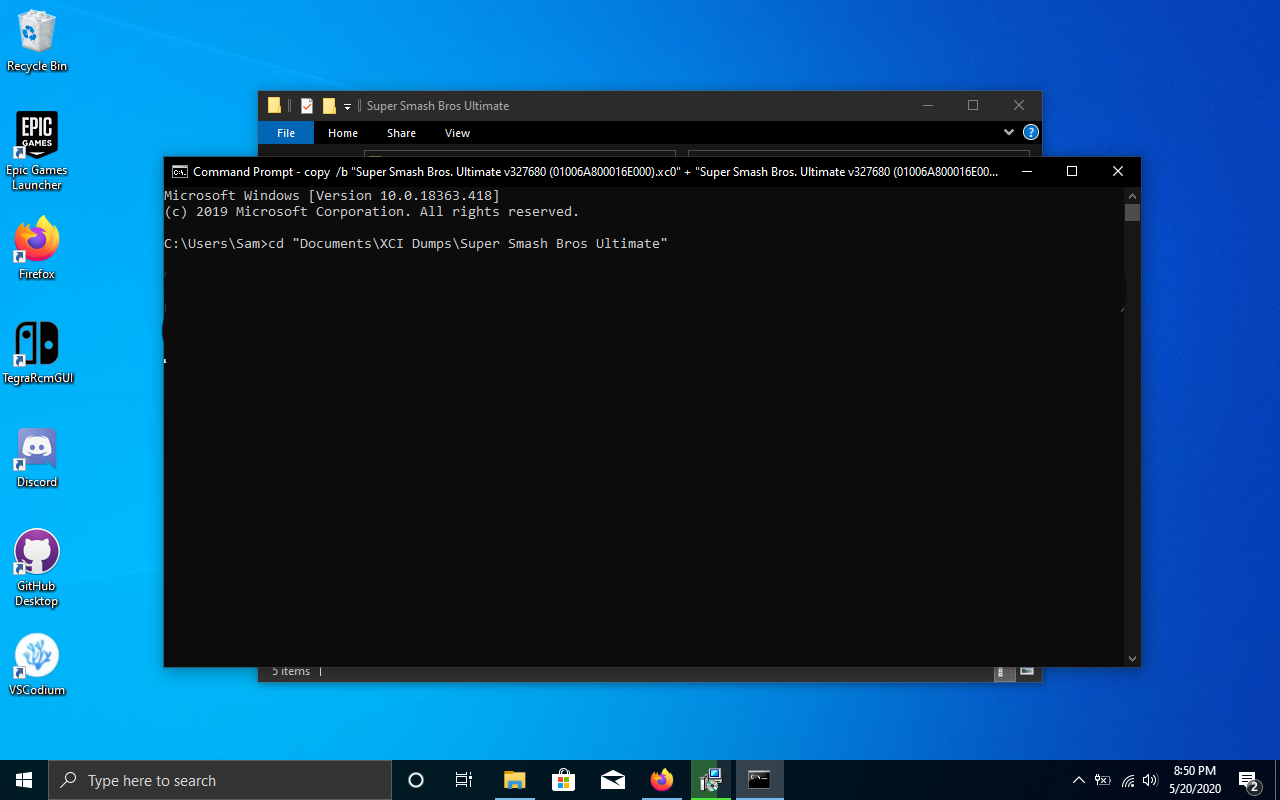 Recycle Bin
Epic Games
Launcher
Firefox
TegraRcmGUI
Discord
GitHub
Desktop
VSCodium
EPIC
GAMES
Super Smash Bros Ultimate
File Home Share View
Command Prompt - copy /b "Super Smash Bros. Ultimate v327680 (01006A800016E000).xc0" + "Super Smash Bros. Ultimate v327680 (01006A800016E00...
Microsoft Windows [Version 10.0.18363.418]
(c) 2019 Microsoft Corporation. All rights reserved.
C:\Users\Sam>cd "Documents\XCI Dumps\Super Smash Bros Ultimate"
5 items
Type here to search
8:50 PM
5/20/2020
2